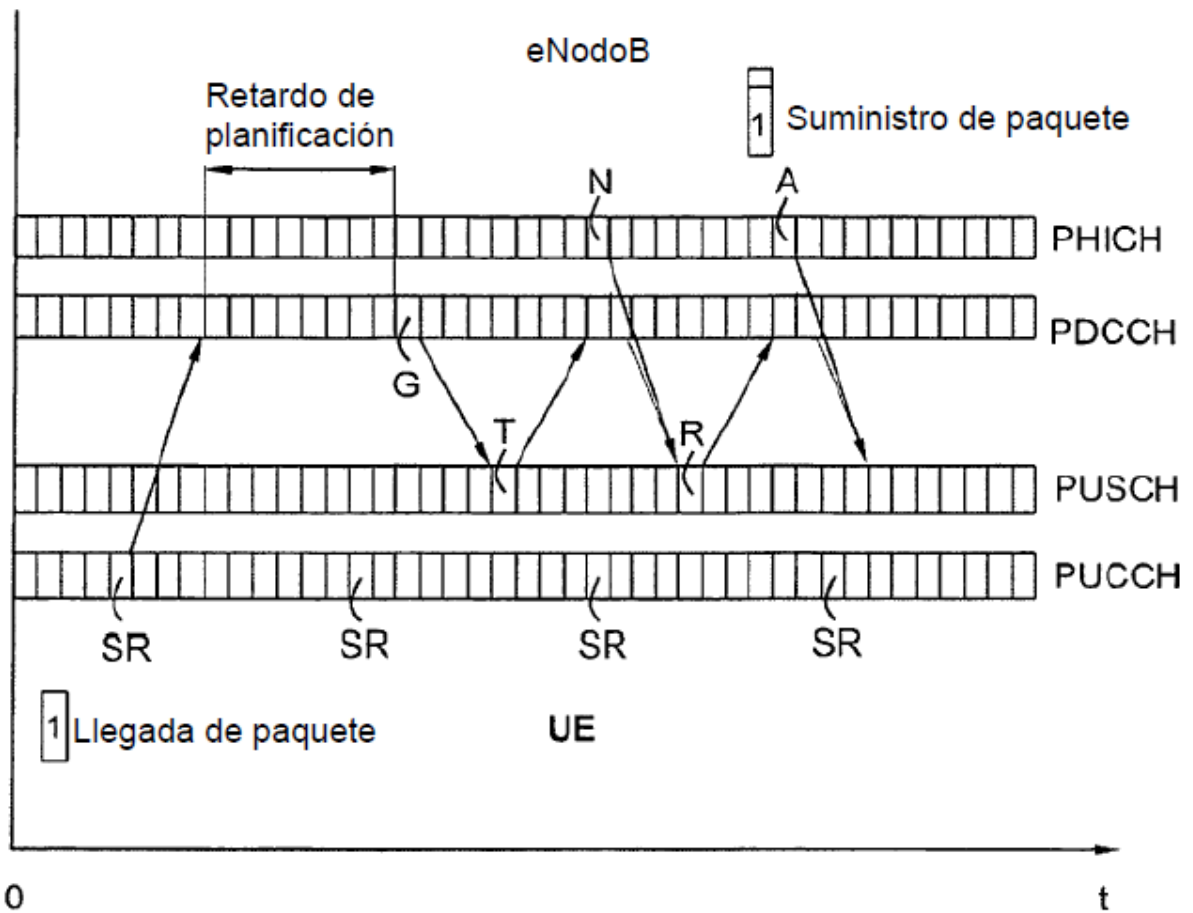 eNodoB
Retardo de
planificación
1 Suministro de paquete
N
A
PHICH
PDCCH
G
T
R
PUSCH
PUCCH
SR
SR
SR
SR
1 Llegada de paquete
UE
0
t